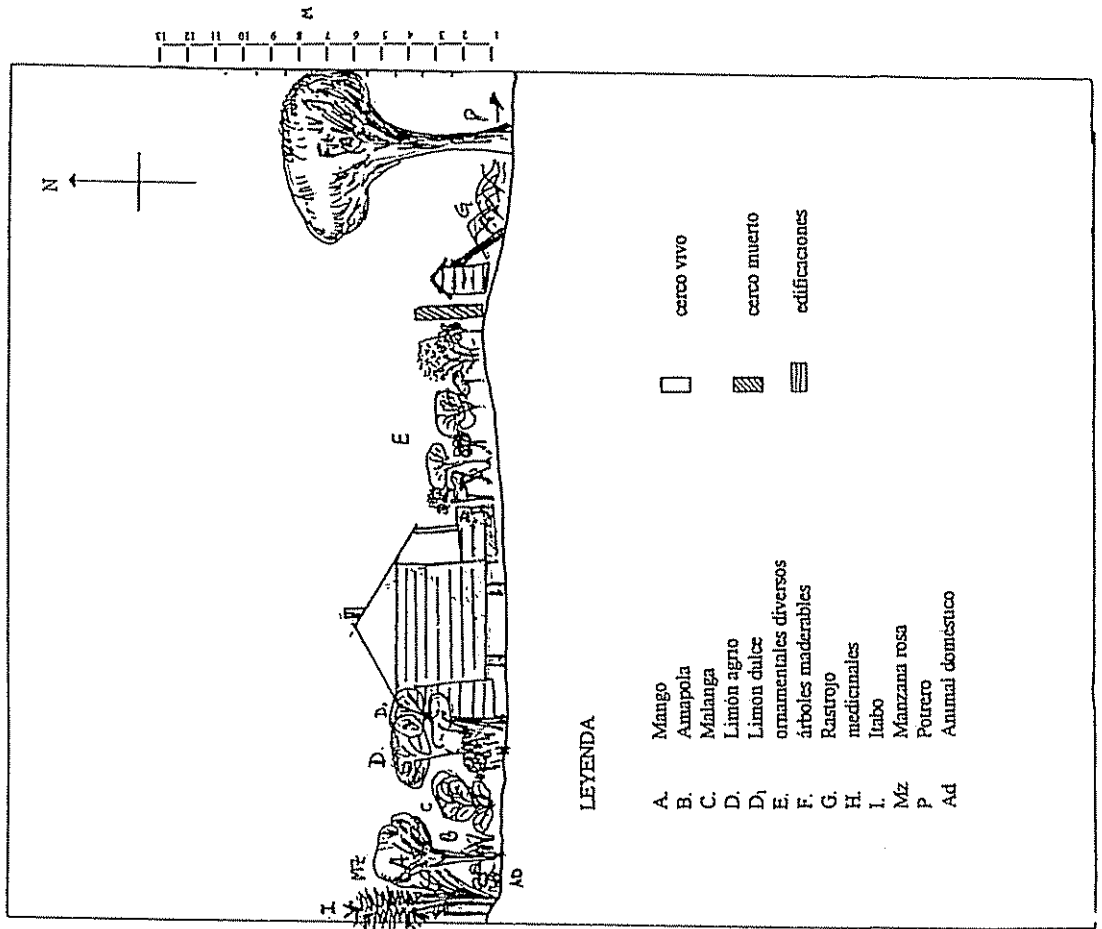 M
13
12
11
10
9
8
7
6
5
4
3
2
1
N
I
Mz
A
B
C
D.
D.
E
F
G
P
AD
LEYENDA
A. Mango
B. Amapola
C. Malanga
D. Limón agrio
D1 Limon dulce
E. ornamentales diversos
F. árboles maderables
G. Rastrojo
H. medicinales
I. Itabo
Mz Manzana rosa
P Potrero
Ad Animal doméstico
cerco vivo
cerco muerto
edificaciones